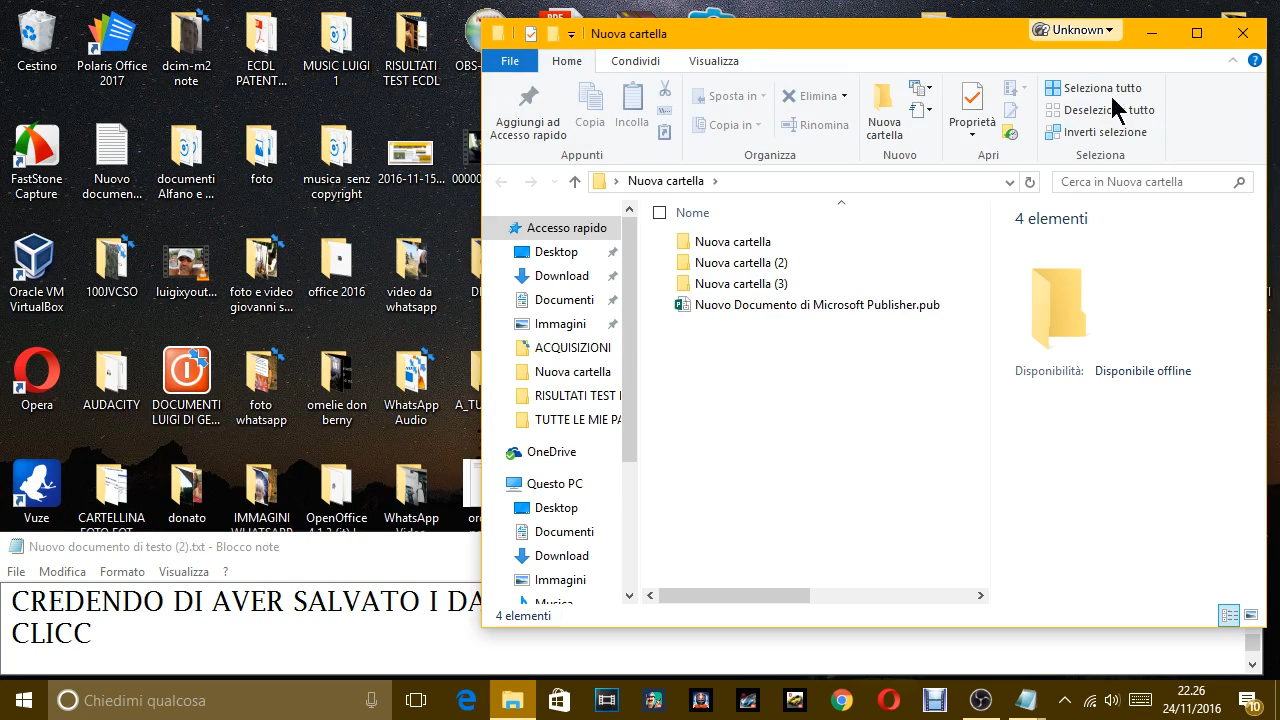 Cestino
Polaris Office
2017
dcim-m2
note
ECDL
PATENT...
MUSIC LUIGI
1
RISULTATI
TEST ECDL
OBS-
FastStone
Capture
Nuovo
documen...
documenti
Alfano e ...
foto
musica senz
copyright
2016-11-15...
Oracle VM
VirtualBox
100JVCSO
luigixyout...
foto e video
giovanni s...
office 2016
video da
whatsapp
Opera
AUDACITY
DOCUMENTI
LUIGI DI GE...
foto
whatsapp
omelie don
berny
WhatsApp
Audio
A_TU
Vuze
CARTELLINA
donato
IMMAGINI
WHATSAPP
OpenOffice
WhatsApp
Video
Nuova cartella
Unknown
File
Home
Condividi
Visualizza
Aggiungi ad
Accesso rapido
Copia
Incolla
Appunti
Sposta in
Copia in
Elimina
Rinomina
Organizza
Nuova
cartella
Nuovo
Proprietà
Apri
Seleziona tutto
Inverti selezione
Seleziona
Nuova cartella
Cerca in Nuova cartella
Accesso rapido
Desktop
Download
Documenti
Immagini
ACQUISIZIONI
Nuova cartella
RISULTATI TEST
TUTTE LE MIE PA
OneDrive
Questo PC
Desktop
Documenti
Download
Immagini
Musica
Nome
Nuova cartella
Nuova cartella (2)
Nuova cartella (3)
Nuovo Documento di Microsoft Publisher.pub
4 elementi
Disponibilità: Disponibile offline
4 elementi
Nuovo documento di testo (2).txt - Blocco note
File Modifica Formato Visualizza ?
CREDENDO DI AVER SALVATO I DA
CLICC
Chiedimi qualcosa
22.26
24/11/2016
10